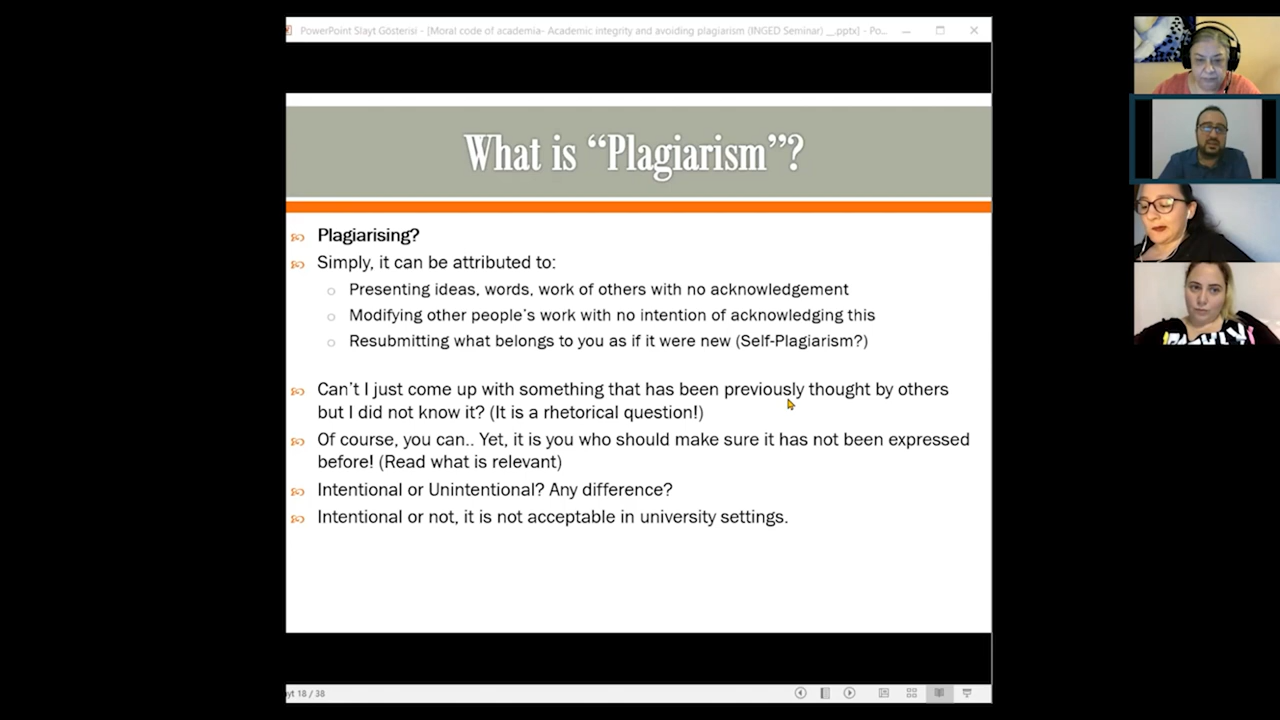 PowerPoint Slayt Gösterisi - [Moral code of academia- Academic integrity and avoiding plagiarism (INGED Seminar) __.pptx] - Po...
What is “Plagiarism”?
Plagiarising?
Simply, it can be attributed to:
Presenting ideas, words, work of others with no acknowledgement
Modifying other people’s work with no intention of acknowledging this
Resubmitting what belongs to you as if it were new (Self-Plagiarism?)
Can’t I just come up with something that has been previously thought by others
but I did not know it? (It is a rhetorical question!)
Of course, you can.. Yet, it is you who should make sure it has not been expressed
before! (Read what is relevant)
Intentional or Unintentional? Any difference?
Intentional or not, it is not acceptable in university settings.
yt 18 / 38